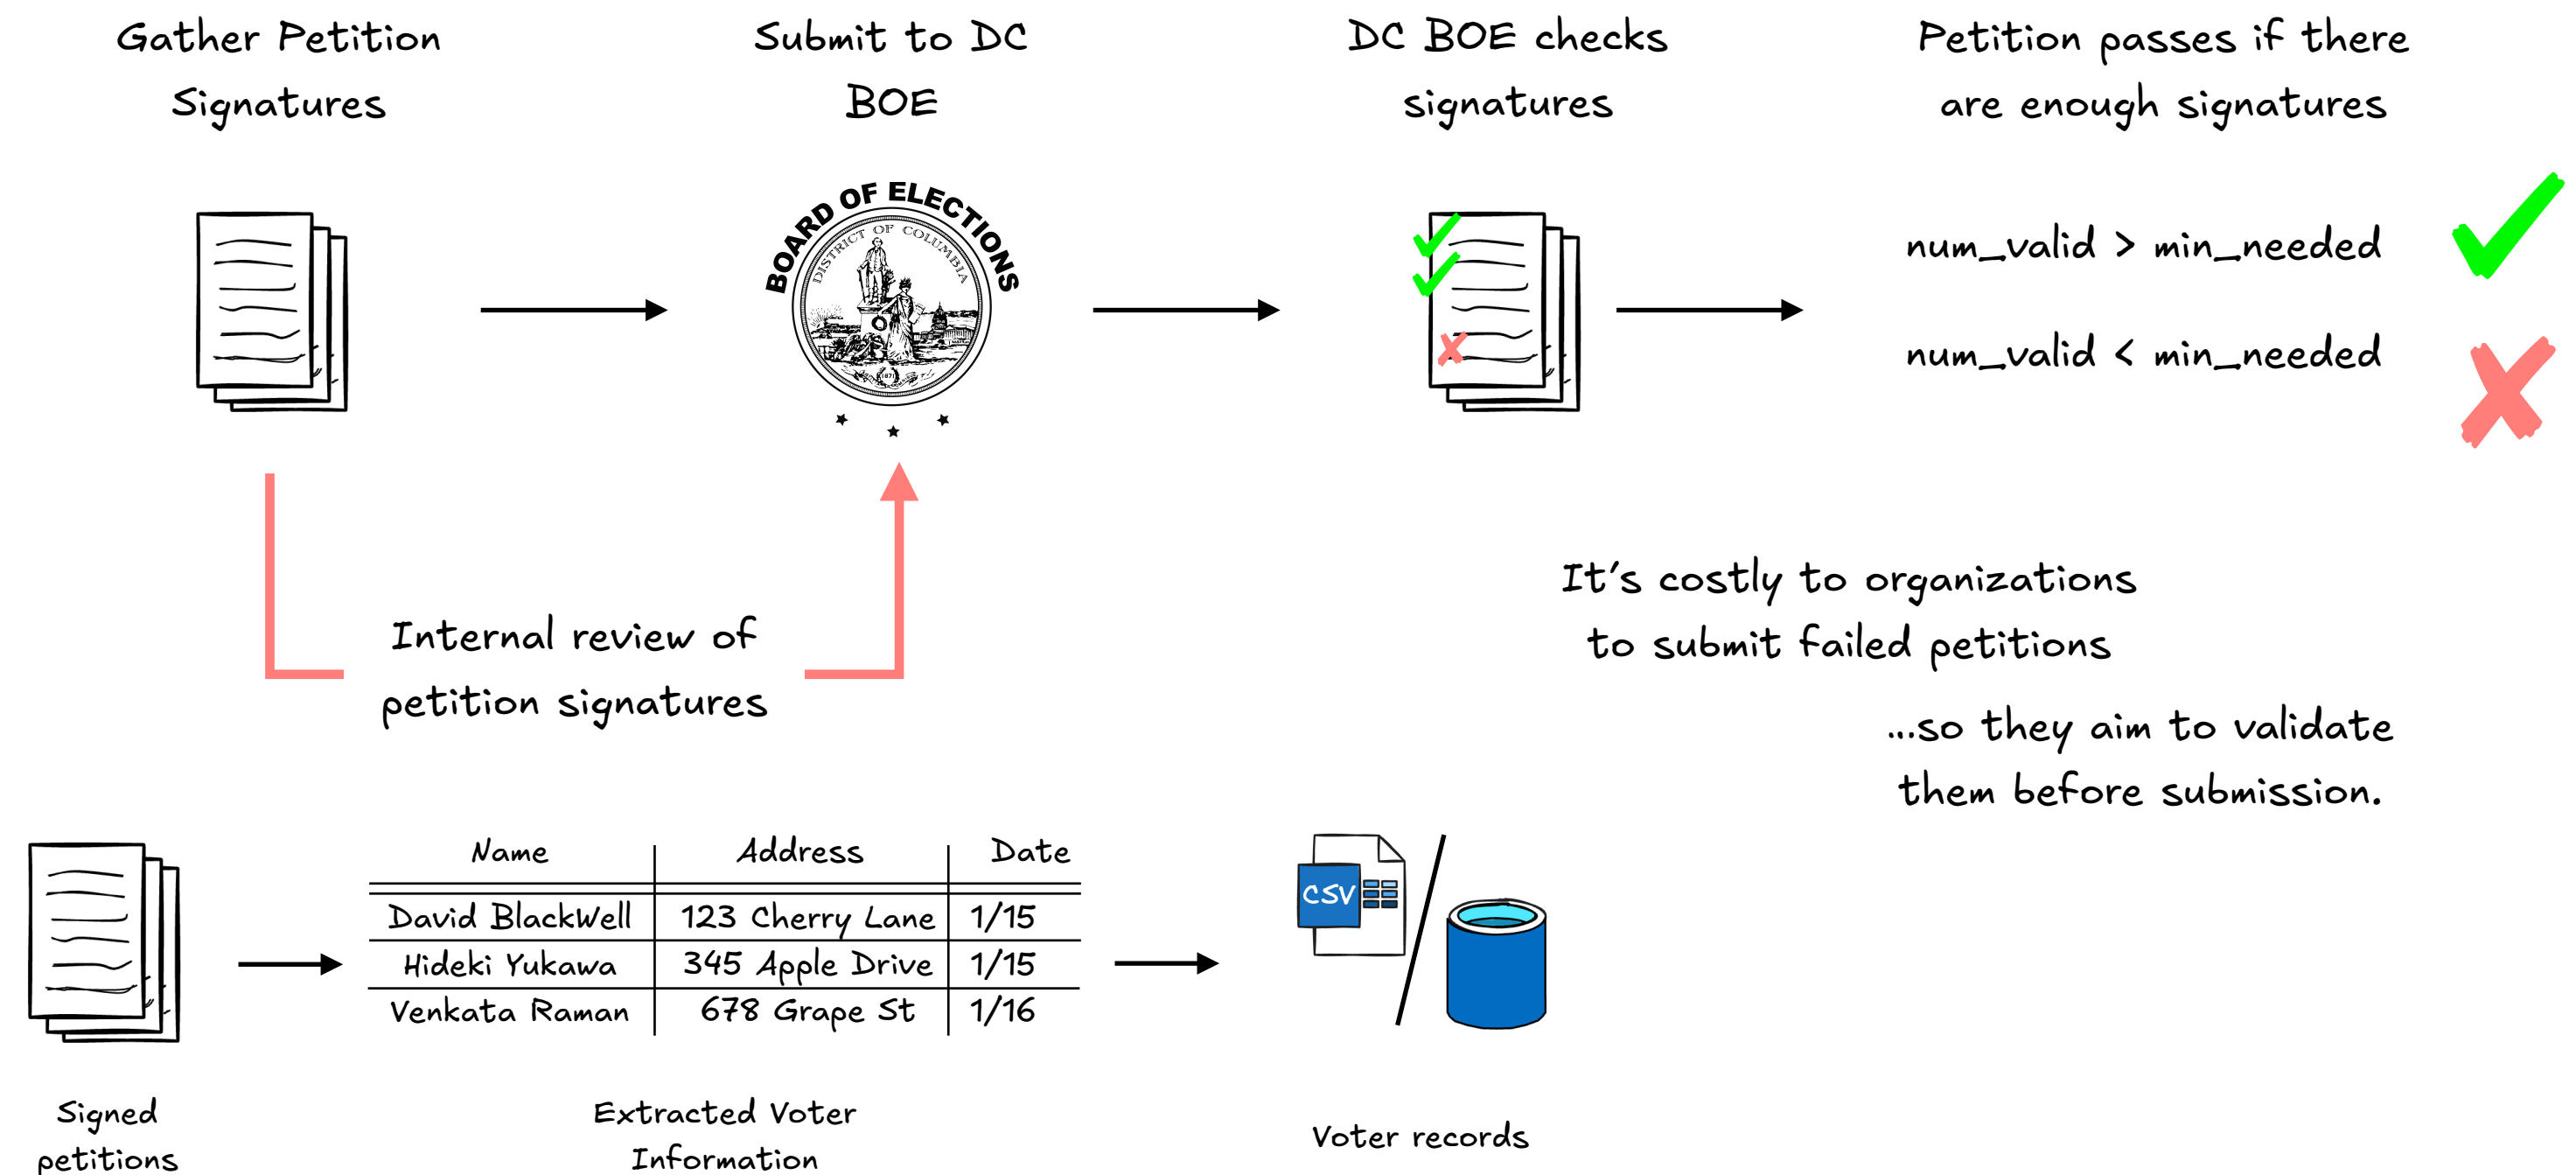 Gather Petition
Signatures
Submit to DC
BOE
DC BOE checks
signatures
Petition passes if there
are enough signatures
BOARD OF ELECTIONS
DISTRICT OF COLUMBIA
1871
num_valid > min_needed
num_valid < min_needed
Internal review of
petition signatures
It's costly to organizations
to submit failed petitions
...so they aim to validate
them before submission.
Name Address Date
David Blackwell 123 Cherry Lane 1/15
Hideki Yukawa 345 Apple Drive 1/15
Venkata Raman 678 Grape St 1/16
CSV
Signed
petitions
Extracted Voter
Information
Voter records